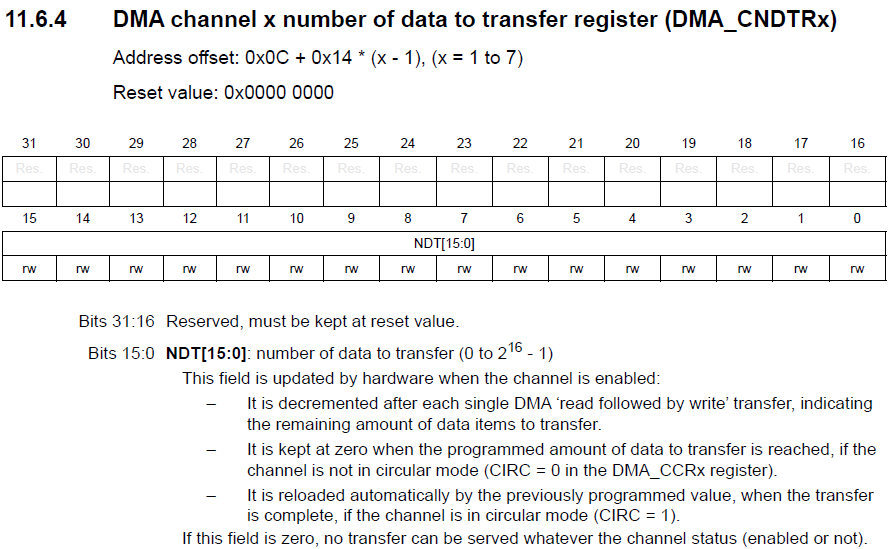 11.6.4 DMA channel x number of data to transfer register (DMA_CNDTRx)
Address offset: 0x0C + 0x14 * (x - 1), (x = 1 to 7)
Reset value: 0x0000 0000
31 30 29 28 27 26 25 24 23 22 21 20 19 18 17 16
Res. Res. Res. Res. Res. Res. Res. Res. Res. Res. Res. Res. Res. Res. Res. Res.
15 14 13 12 11 10 9 8 7 6 5 4 3 2 1 0
NDT[15:0]
rw rw rw rw rw rw rw rw rw rw rw rw rw rw rw rw
Bits 31:16 Reserved, must be kept at reset value.
Bits 15:0 NDT[15:0]: number of data to transfer (0 to 2^16 - 1)
This field is updated by hardware when the channel is enabled:
– It is decremented after each single DMA ‘read followed by write’ transfer, indicating
the remaining amount of data items to transfer.
– It is kept at zero when the programmed amount of data to transfer is reached, if the
channel is not in circular mode (CIRC = 0 in the DMA_CCRx register).
– It is reloaded automatically by the previously programmed value, when the transfer
is complete, if the channel is in circular mode (CIRC = 1).
If this field is zero, no transfer can be served whatever the channel status (enabled or not).